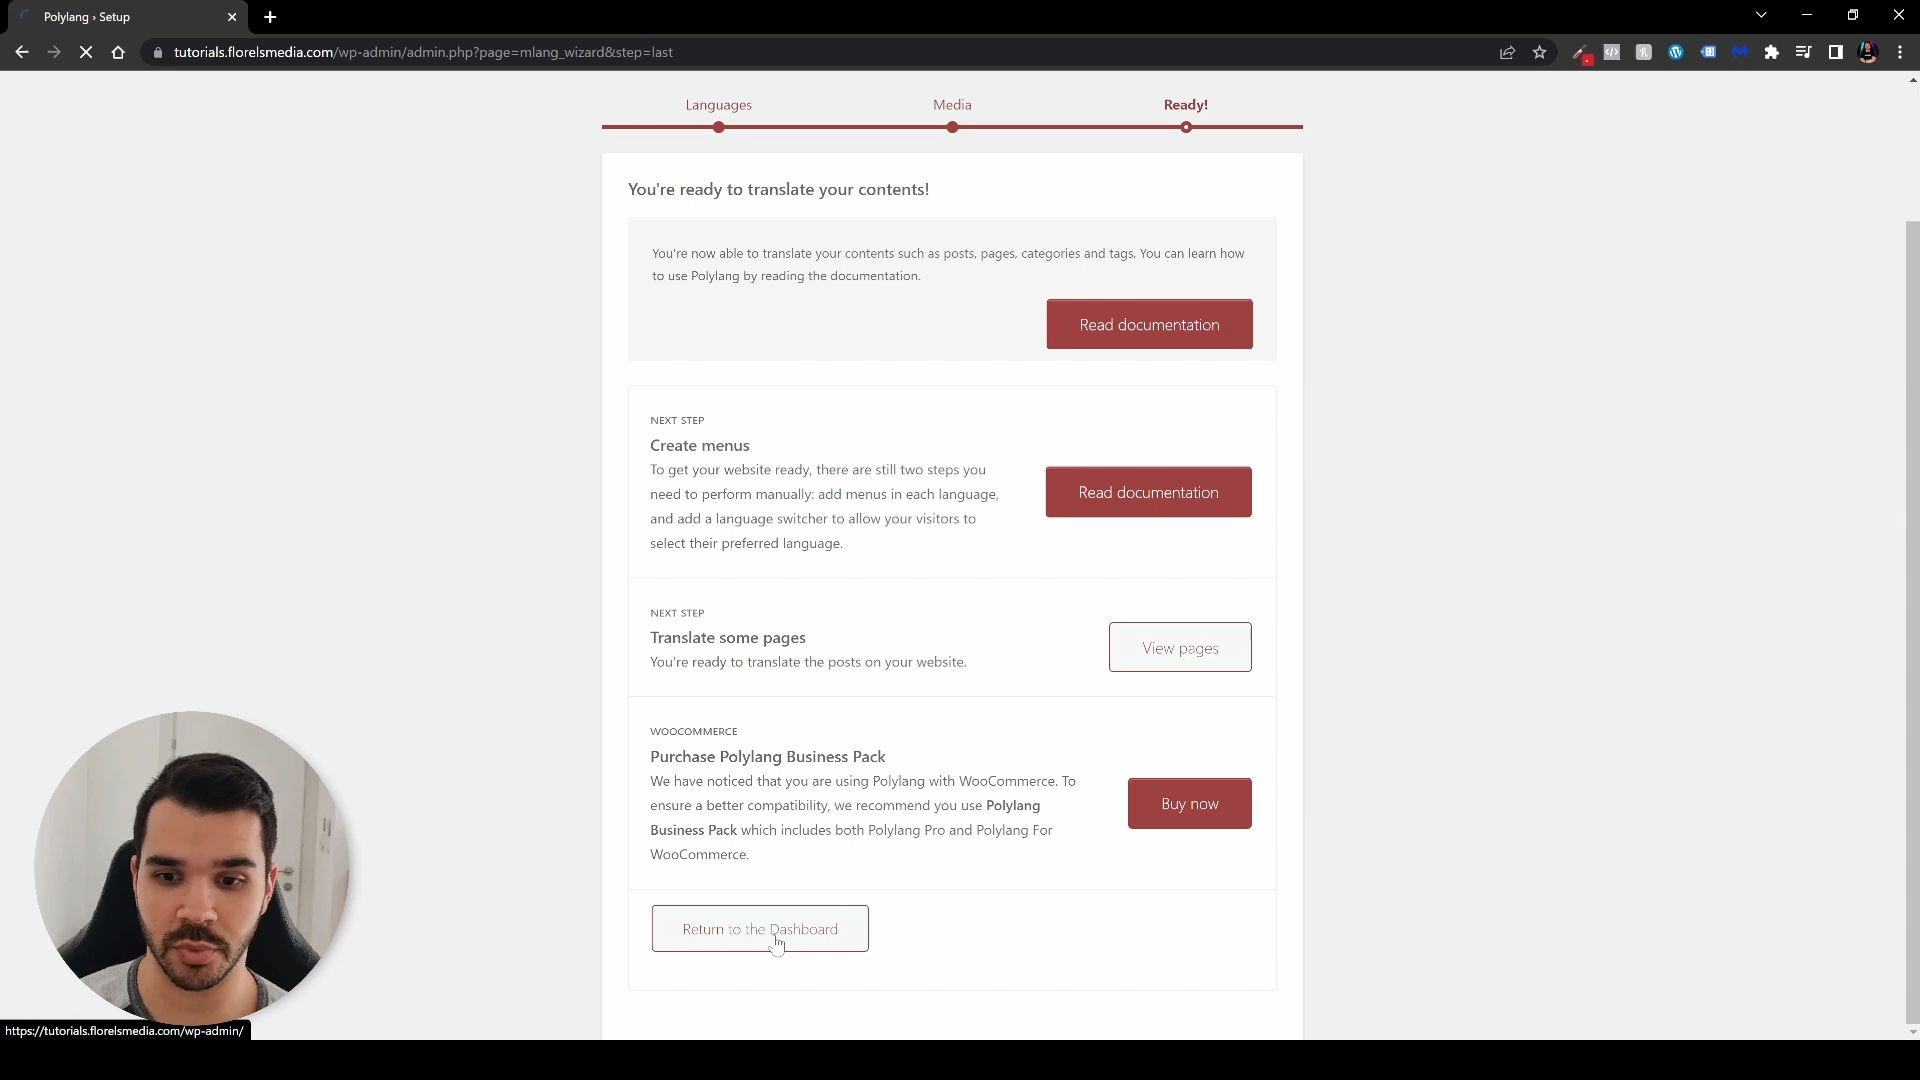 Polylang › Setup
tutorials.florelsmedia.com/wp-admin/admin.php?page=mlang_wizard&step=last
Languages
Media
Ready!
You're ready to translate your contents!
You're now able to translate your contents such as posts, pages, categories and tags. You can learn how
to use Polylang by reading the documentation.
Read documentation
NEXT STEP
Create menus
To get your website ready, there are still two steps you
need to perform manually: add menus in each language,
and add a language switcher to allow your visitors to
select their preferred language.
Read documentation
NEXT STEP
Translate some pages
You're ready to translate the posts on your website.
View pages
WOOCOMMERCE
Purchase Polylang Business Pack
We have noticed that you are using Polylang with WooCommerce. To
ensure a better compatibility, we recommend you use Polylang
Business Pack which includes both Polylang Pro and Polylang For
WooCommerce.
Buy now
Return to the Dashboard
https://tutorials.florelsmedia.com/wp-admin/